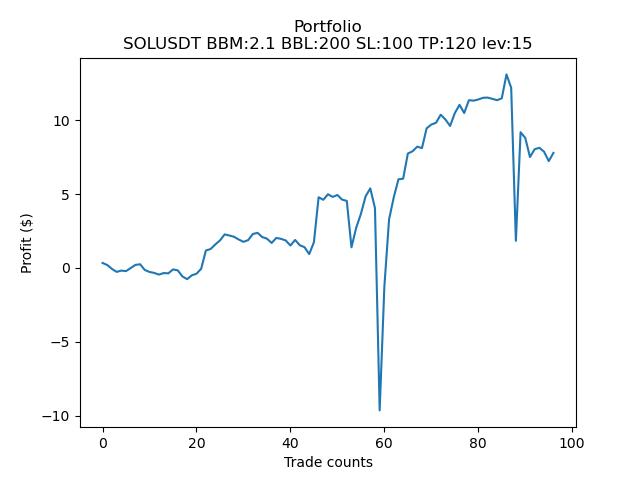 Portfolio
SOLUSDT BBM:2.1 BBL:200 SL:100 TP:120 lev:15
10
5
0
−5
−10
Profit ($)
0 20 40 60 80 100
Trade counts